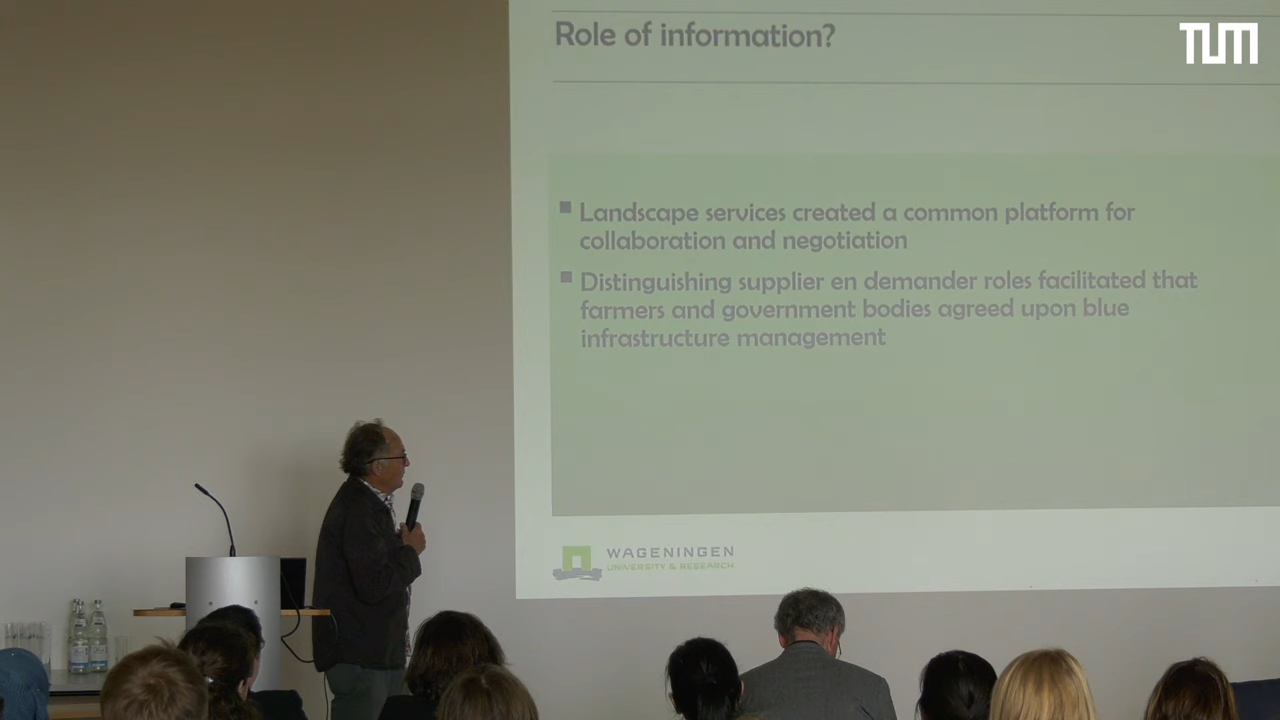 Role of information?
TUM
Landscape services created a common platform for
collaboration and negotiation
Distinguishing supplier en demander roles facilitated that
farmers and government bodies agreed upon blue
infrastructure management
WAGENINGEN
UNIVERSITY & RESEARCH